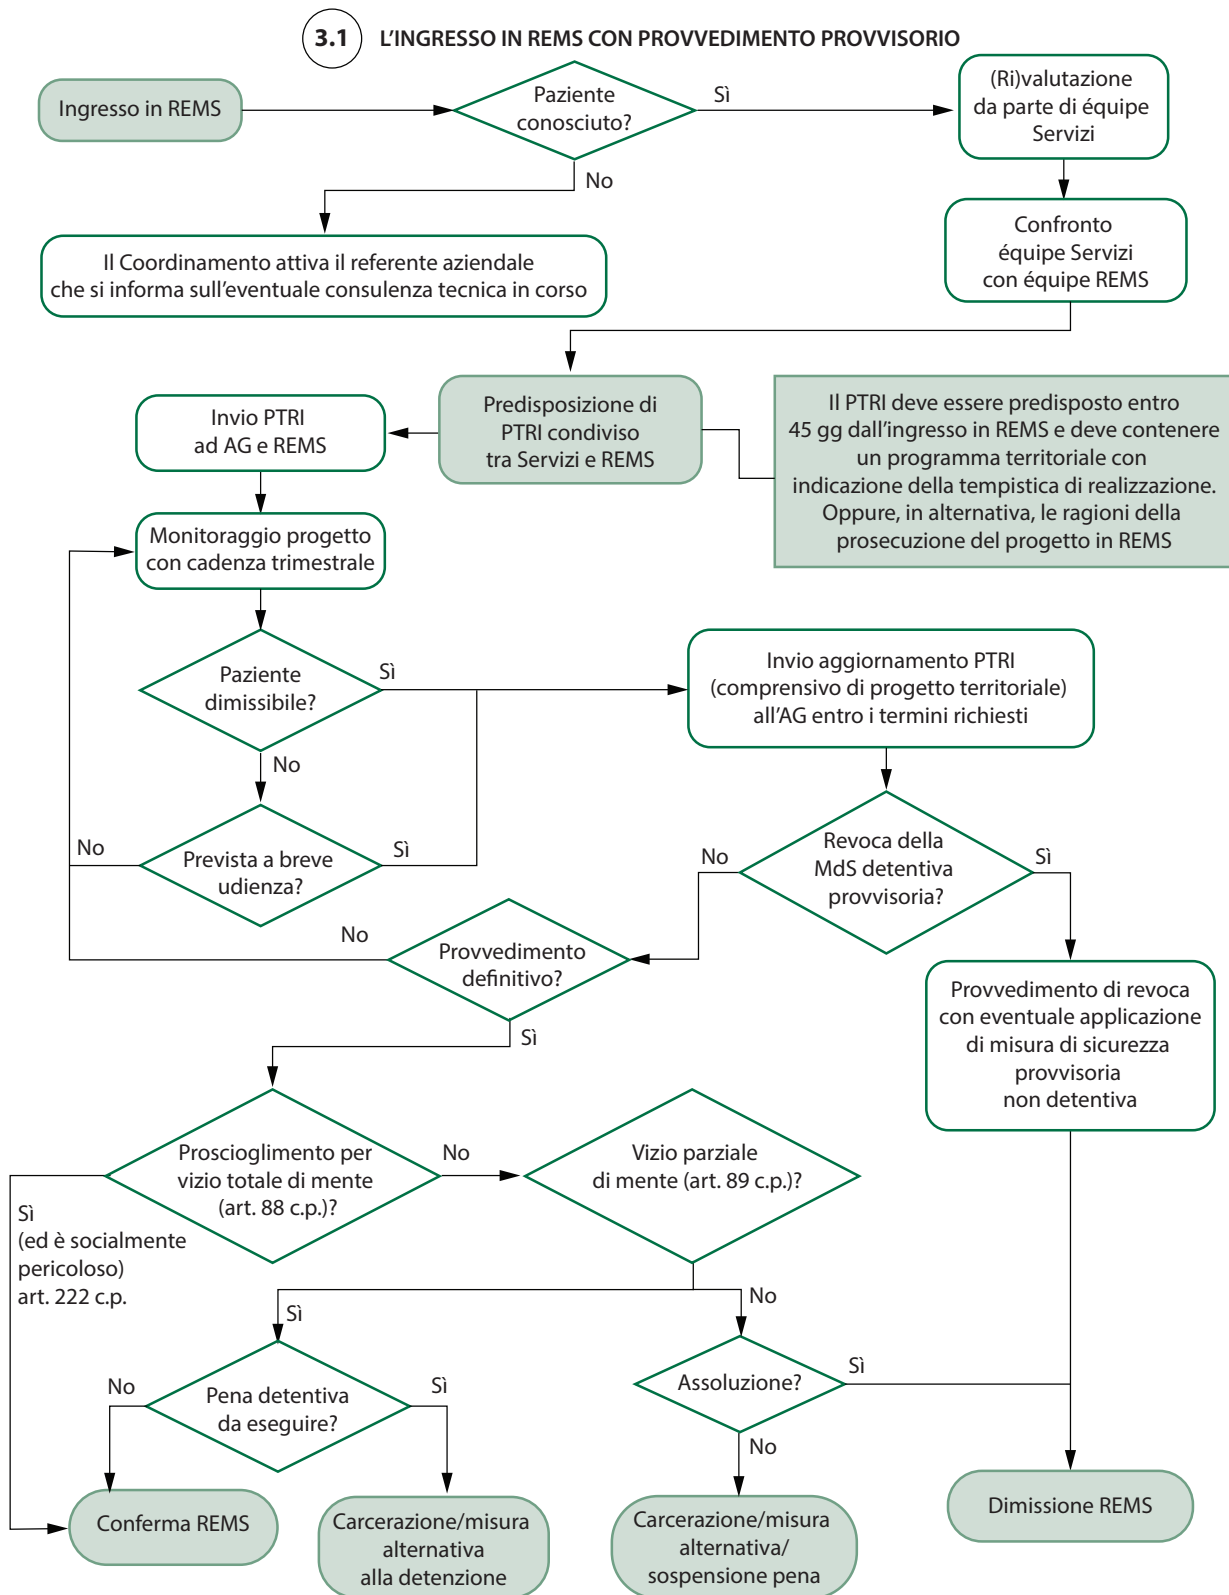 3.1 L'INGRESSO IN REMS CON PROVVEDIMENTO PROVVISORIO
Ingresso in REMS
Paziente
conosciuto?
Sì
(Ri)valutazione
da parte di équipe
Servizi
No
Il Coordinamento attiva il referente aziendale
che si informa sull'eventuale consulenza tecnica in corso
Confronto
équipe Servizi
con équipe REMS
Invio PTRI
ad AG e REMS
Predisposizione di
PTRI condiviso
tra Servizi e REMS
Il PTRI deve essere predisposto entro
45 gg dall'ingresso in REMS e deve contenere
un programma territoriale con
indicazione della tempistica di realizzazione.
Oppure, in alternativa, le ragioni della
prosecuzione del progetto in REMS
Monitoraggio progetto
con cadenza trimestrale
Paziente
dimissibile?
Sì
Invio aggiornamento PTRI
(comprensivo di progetto territoriale)
all'AG entro i termini richiesti
No
Prevista a breve
udienza?
No
Sì
Revoca della
MdS detentiva
provvisoria?
No
Sì
Provvedimento
definitivo?
No
Sì
Provvedimento di revoca
con eventuale applicazione
di misura di sicurezza
provvisoria
non detentiva
Proscioglimento per
vizio totale di mente
(art. 88 c.p.)?
No
Vizio parziale
di mente (art. 89 c.p.)?
Sì
(ed è socialmente
pericoloso)
art. 222 c.p.
Sì
No
Pena detentiva
da eseguire?
No
Sì
Assoluzione?
Sì
No
Conferma REMS
Carcerazione/misura
alternativa
alla detenzione
Carcerazione/misura
alternativa/
sospensione pena
Dimissione REMS